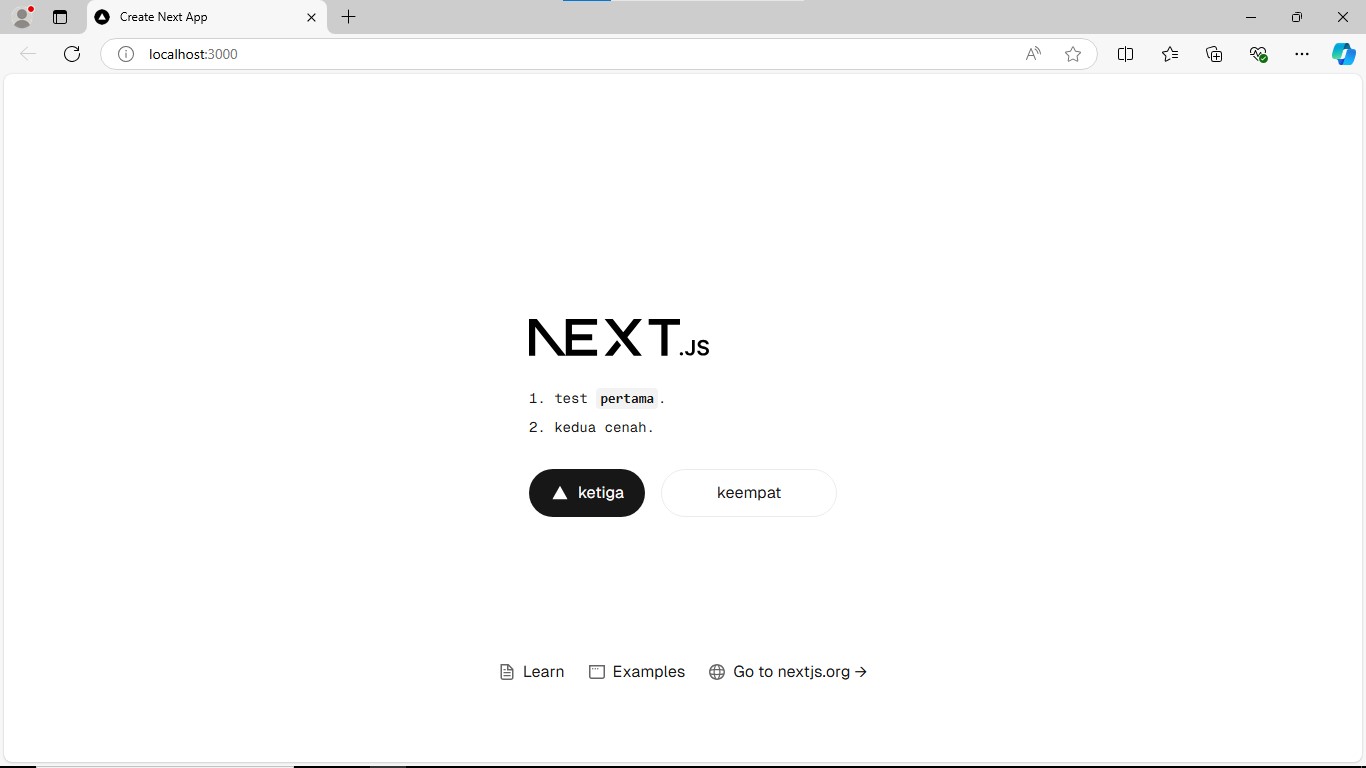 Create Next App
localhost:3000
NEXT.JS
1. test pertama.
2. kedua cenah.
ketiga
keempat
Learn
Examples
Go to nextjs.org →